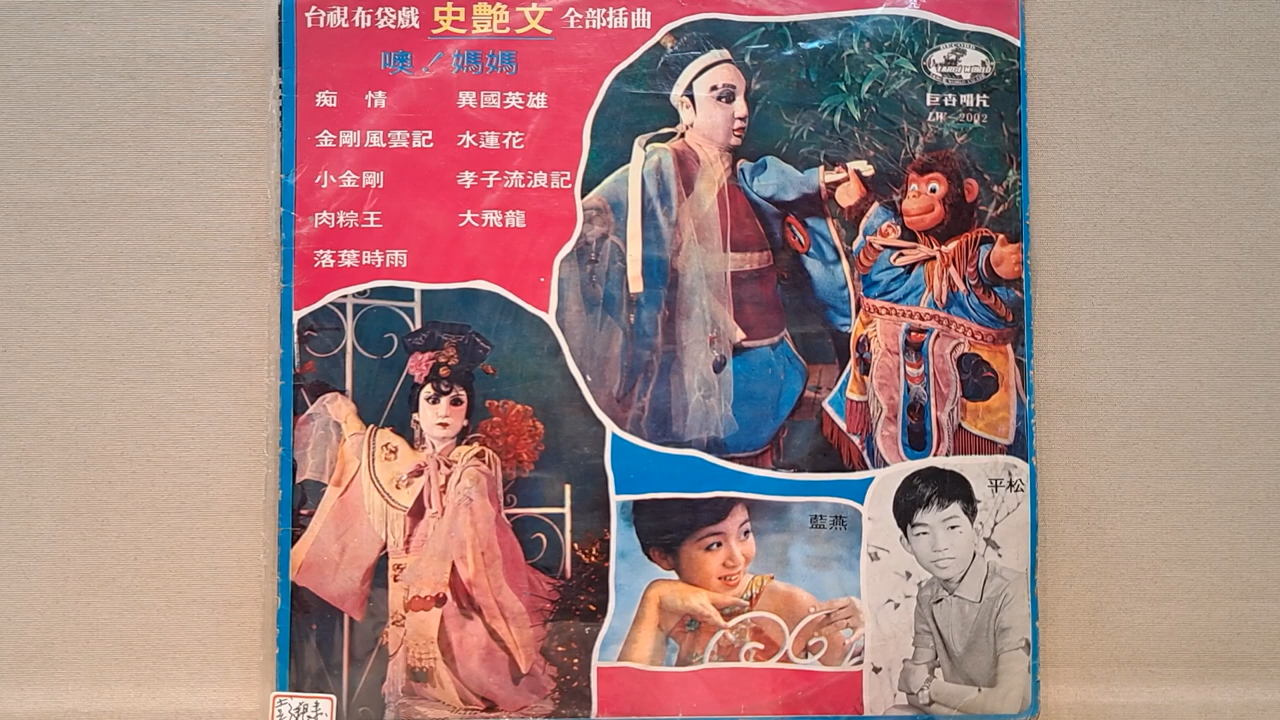 台視布袋戲 史艷文 全部插曲
噢！媽媽
痴情 異國英雄
金剛風雲記 水蓮花
小金剛 孝子流浪記
肉粽王 大飛龍
落葉時雨
巨杏唱片
LW-2002
平松
藍燕